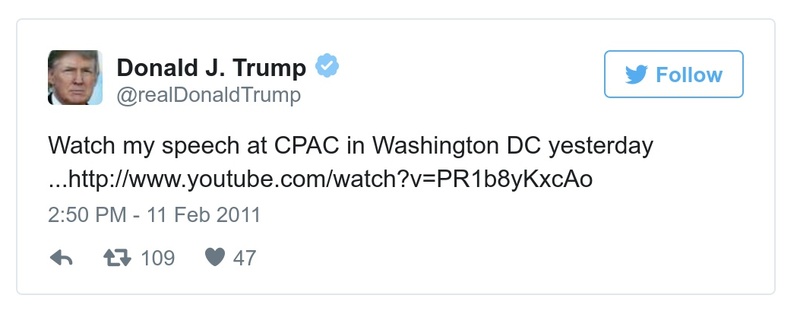 Donald J. Trump
@realDonaldTrump
Follow
Watch my speech at CPAC in Washington DC yesterday
...http://www.youtube.com/watch?v=PR1b8yKxcAo
2:50 PM - 11 Feb 2011
109 47